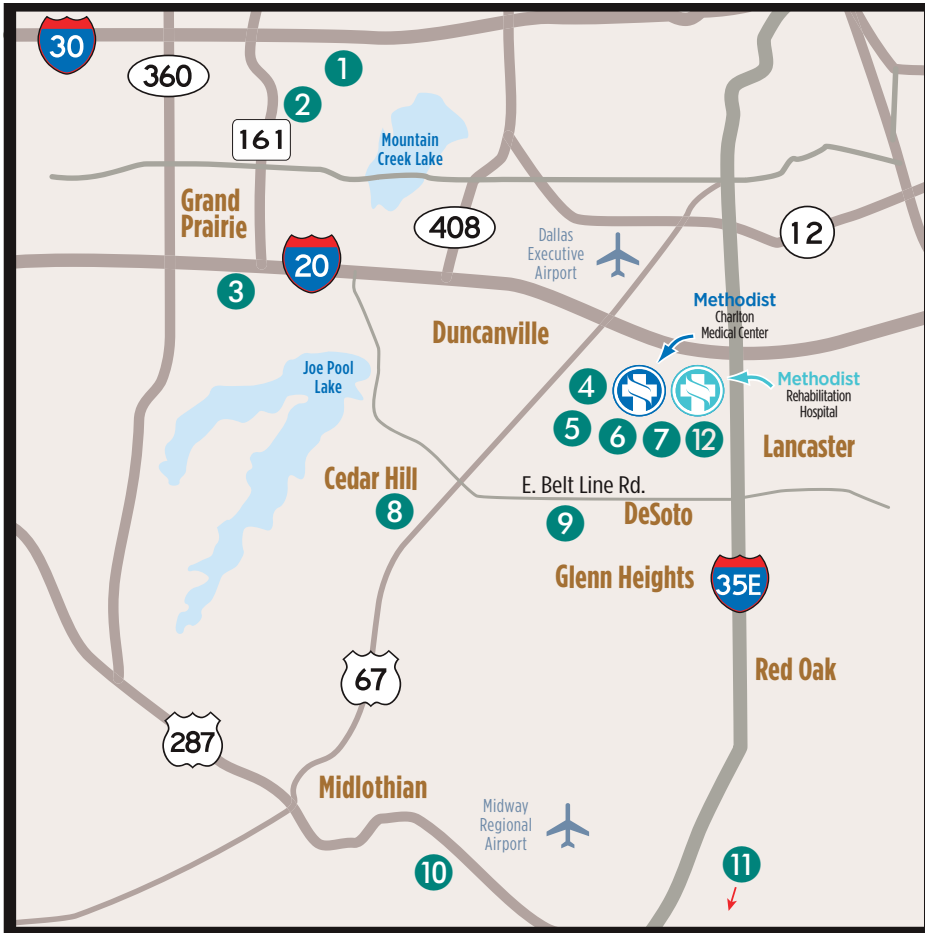 30
360
1
2
161
Mountain
Creek Lake
Grand
Prairie
408
12
Dallas
Executive
Airport
20
3
Methodist
Charlton
Medical Center
Duncanville
Joe Pool
Lake
4
Methodist
Rehabilitation
Hospital
5
6
7
12
Lancaster
Cedar Hill
E. Belt Line Rd.
8
9
DeSoto
Glenn Heights
35E
67
Red Oak
287
Midlothian
Midway
Regional
Airport
10
11